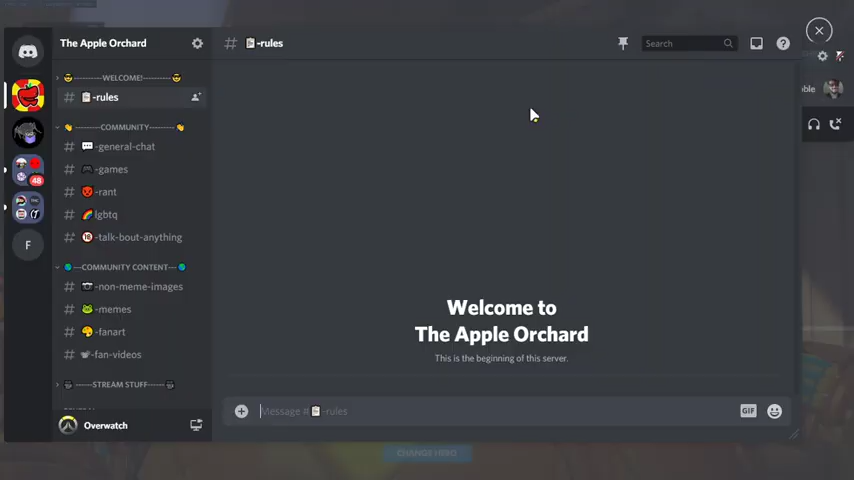 The Apple Orchard
# 📋-rules
Search
😎 ----------WELCOME!---------- 😎
# 📋-rules
👏 ---------COMMUNITY-------- 👏
# 💬-general-chat
# 🎮-games
# 👿-rant
# 🌈lgbtq
# 🔞-talk-bout-anything
----COMMUNITY CONTENT---
# 📷-non-meme-images
# 🐸-memes
# -fanart
# 📽-fan-videos
------STREAM STUFF------
48
F
Overwatch
Welcome to
The Apple Orchard
This is the beginning of this server.
Message #📋-rules
GIF
ble
CHANGE HERO